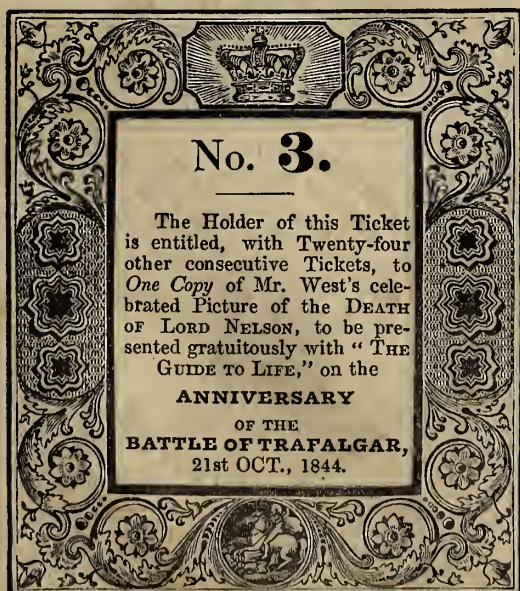 No. 3.
The Holder of this Ticket
is entitled, with Twenty-four
other consecutive Tickets, to
One Copy of Mr. West's cele-
brated Picture of the DEATH
OF LORD NELSON, to be pre-
sented gratuitously with “ THE
GUIDE TO LIFE,” on the
ANNIVERSARY
OF THE
BATTLE OF TRAFALGAR,
21st OCT., 1844.